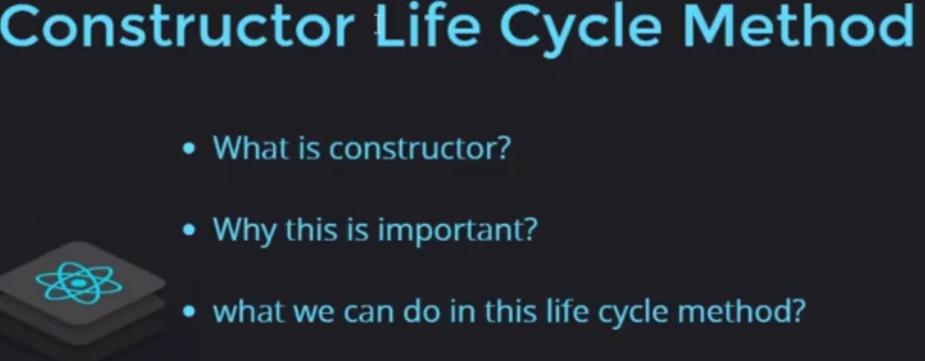 Constructor Life Cycle Method
• What is constructor?
• Why this is important?
• what we can do in this life cycle method?